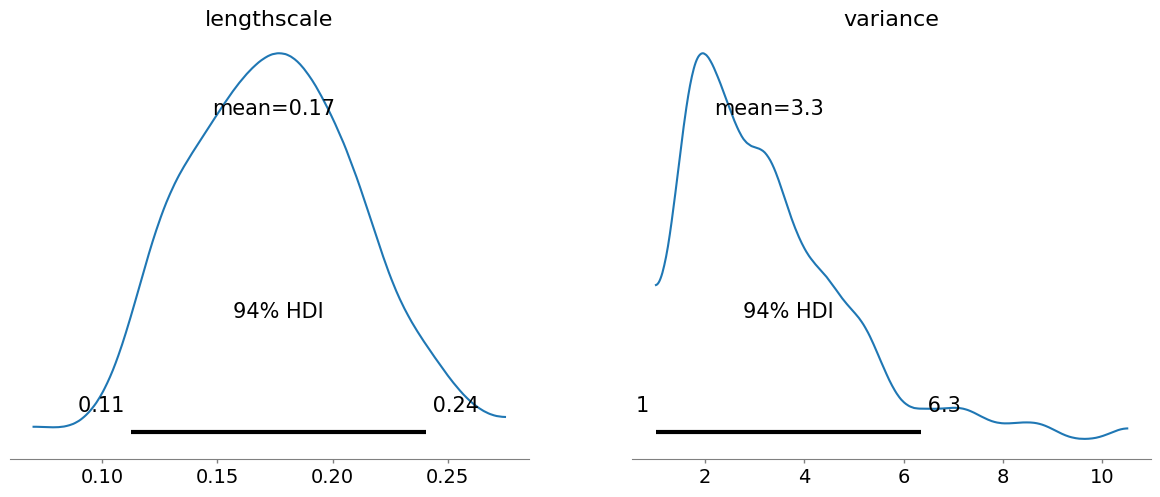 lengthscale
mean=0.17
94% HDI
0.11 0.24
0.10 0.15 0.20 0.25
variance
mean=3.3
94% HDI
1 6.3
2 4 6 8 10